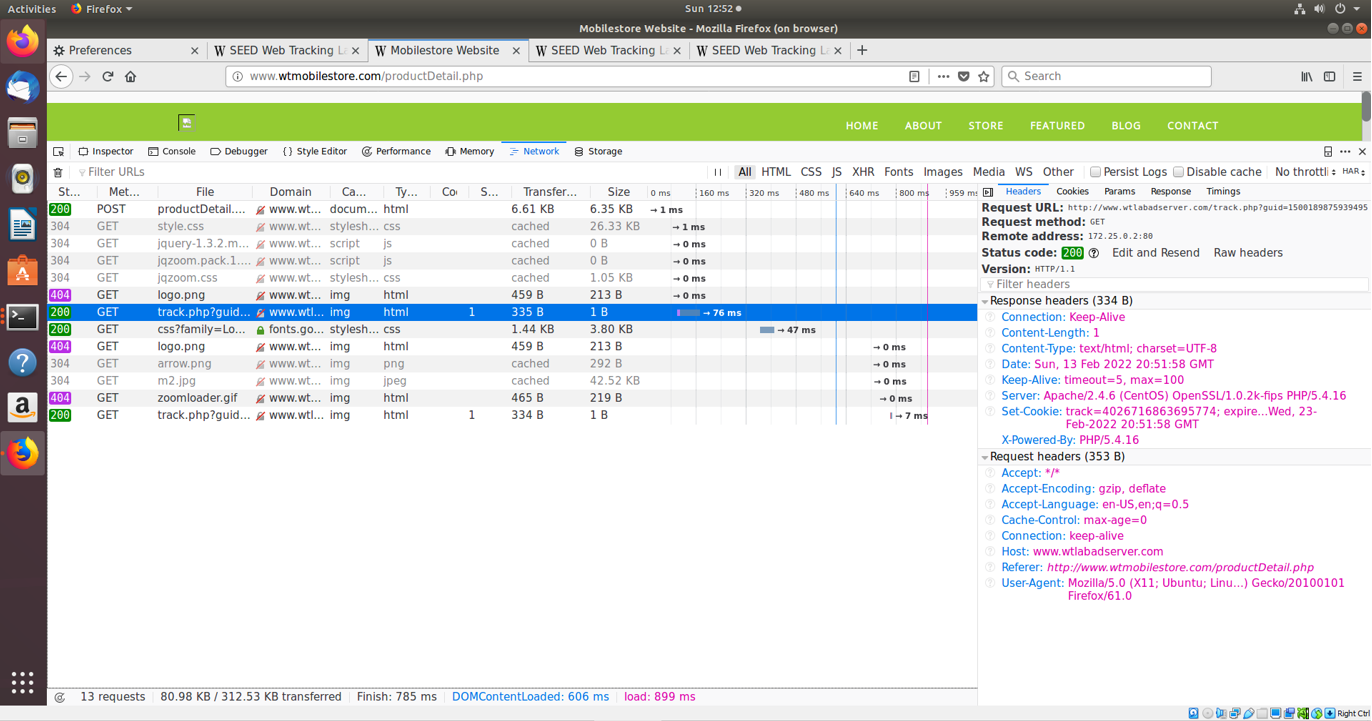 Activities Firefox Sun 12:52
Mobilestore Website - Mozilla Firefox (on browser)
Preferences SEED Web Tracking L Mobilestore Website SEED Web Tracking La SEED Web Tracking La
www.wtmobilestore.com/productDetail.php Search
HOME ABOUT STORE FEATURED BLOG CONTACT
Inspector Console Debugger Style Editor Performance Memory Network Storage
Filter URLs All HTML CSS JS XHR Fonts Images Media WS Other Persist Logs Disable cache No throttli HAR
St... Met... File Domain Ca... Ty... Co S... Transfer... Size 0 ms 160 ms 320 ms 480 ms 640 ms 800 ms 959 ms
200 POST productDetail.... www.wt... docum... html 6.61 KB 6.35 KB → 1 ms
304 GET style.css www.wt... stylesh... css cached 26.33 KB → 1 ms
304 GET jquery-1.3.2.m... www.wt... script js cached 0 B → 0 ms
304 GET jqzoom.pack.1.... www.wt... script js cached 0 B → 0 ms
304 GET jqzoom.css www.wt... stylesh... css cached 1.05 KB → 0 ms
404 GET logo.png www.wt... img html 459 B 213 B → 0 ms
200 GET track.php?guid... www.wtl... img html 1 335 B 1 B → 76 ms
200 GET css?family=Lo... fonts.go... stylesh... css 1.44 KB 3.80 KB → 47 ms
404 GET logo.png www.wt... img html 459 B 213 B → 0 ms
304 GET arrow.png www.wt... img png cached 292 B → 0 ms
304 GET m2.jpg www.wt... img jpeg cached 42.52 KB → 0 ms
404 GET zoomloader.gif www.wt... img html 465 B 219 B → 0 ms
200 GET track.php?guid... www.wtl... img html 1 334 B 1 B → 7 ms
13 requests 80.98 KB / 312.53 KB transferred Finish: 785 ms DOMContentLoaded: 606 ms load: 899 ms
Headers Cookies Params Response Timings
Request URL: http://www.wtlabadserver.com/track.php?guid=1500189875939495
Request method: GET
Remote address: 172.25.0.2:80
Status code: 200 Edit and Resend Raw headers
Version: HTTP/1.1
Filter headers
Response headers (334 B)
Connection: Keep-Alive
Content-Length: 1
Content-Type: text/html; charset=UTF-8
Date: Sun, 13 Feb 2022 20:51:58 GMT
Keep-Alive: timeout=5, max=100
Server: Apache/2.4.6 (CentOS) OpenSSL/1.0.2k-fips PHP/5.4.16
Set-Cookie: track=4026716863695774; expire...Wed, 23-
Feb-2022 20:51:58 GMT
X-Powered-By: PHP/5.4.16
Request headers (353 B)
Accept: */*
Accept-Encoding: gzip, deflate
Accept-Language: en-US,en;q=0.5
Cache-Control: max-age=0
Connection: keep-alive
Host: www.wtlabadserver.com
Referer: http://www.wtmobilestore.com/productDetail.php
User-Agent: Mozilla/5.0 (X11; Ubuntu; Linu...) Gecko/20100101
Firefox/61.0
Right Ctrl